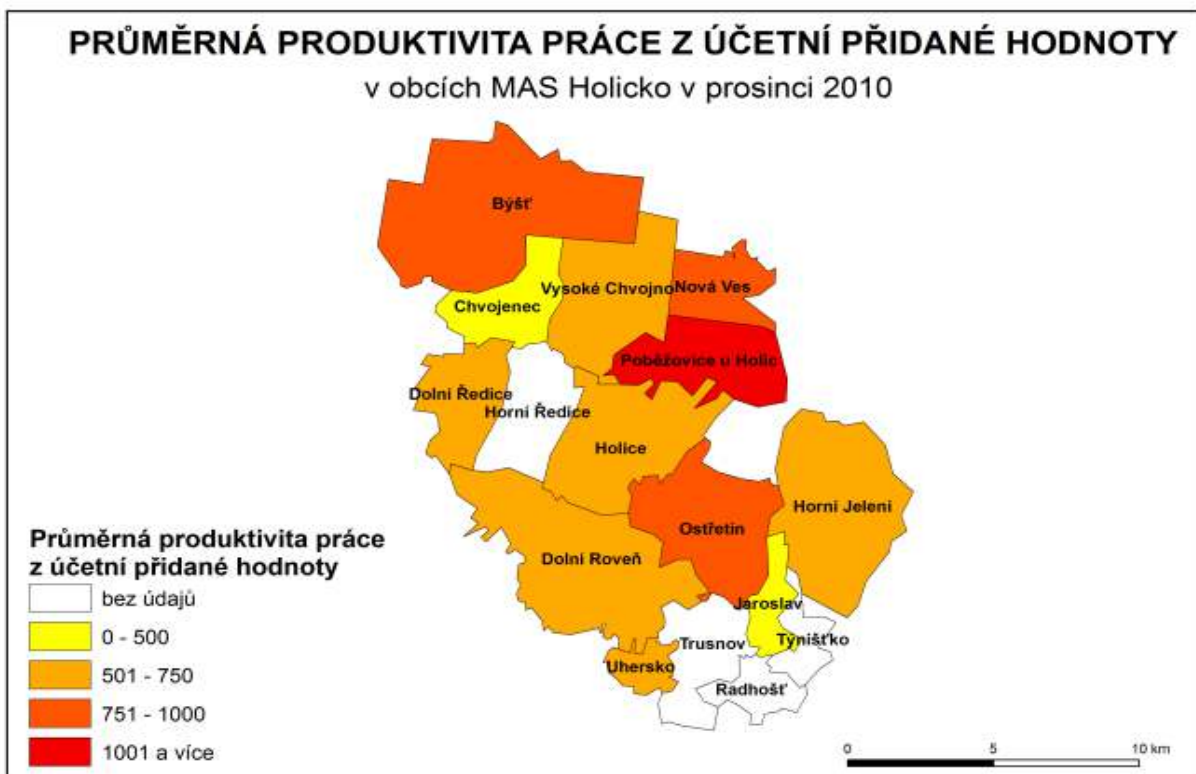 PRŮMĚRNÁ PRODUKTIVITA PRÁCE Z ÚČETNÍ PŘIDANÉ HODNOTY
v obcích MAS Holicko v prosinci 2010
Býšť
Vysoké Chvojno
Nová Ves
Chvojenec
Poběžovice u Holic
Dolní Ředice
Horní Ředice
Holice
Horní Jelení
Ostřetín
Dolní Roveň
Jaroslav
Týnišťko
Trusnov
Uhersko
Radhošť
Průměrná produktivita práce
z účetní přidané hodnoty
bez údajů
0 - 500
501 - 750
751 - 1000
1001 a více
0 5 10 km